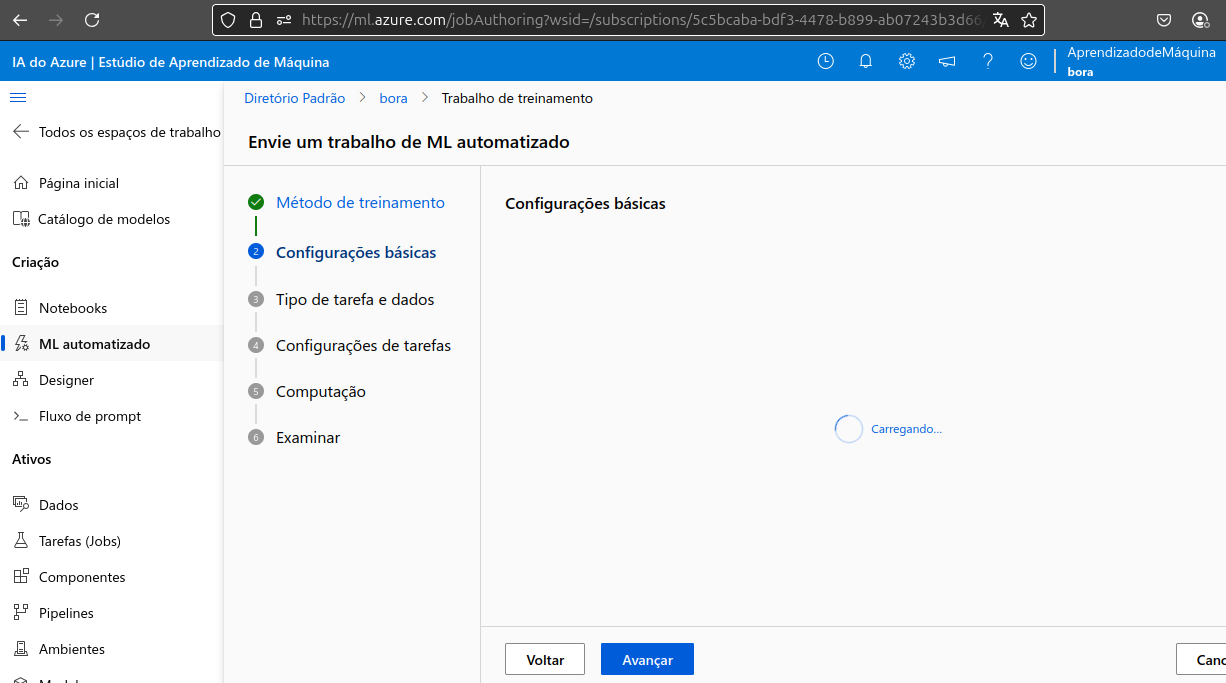 https://ml.azure.com/jobAuthoring?wsid=/subscriptions/5c5bcaba-bdf3-4478-b899-ab07243b3d66
IA do Azure | Estúdio de Aprendizado de Máquina
AprendizadodeMáquina
bora
Todos os espaços de trabalho
Página inicial
Catálogo de modelos
Criação
Notebooks
ML automatizado
Designer
Fluxo de prompt
Ativos
Dados
Tarefas (Jobs)
Componentes
Pipelines
Ambientes
Diretório Padrão > bora > Trabalho de treinamento
Envie um trabalho de ML automatizado
Método de treinamento
2 Configurações básicas
3 Tipo de tarefa e dados
4 Configurações de tarefas
5 Computação
6 Examinar
Configurações básicas
Carregando...
Voltar
Avançar
Canc